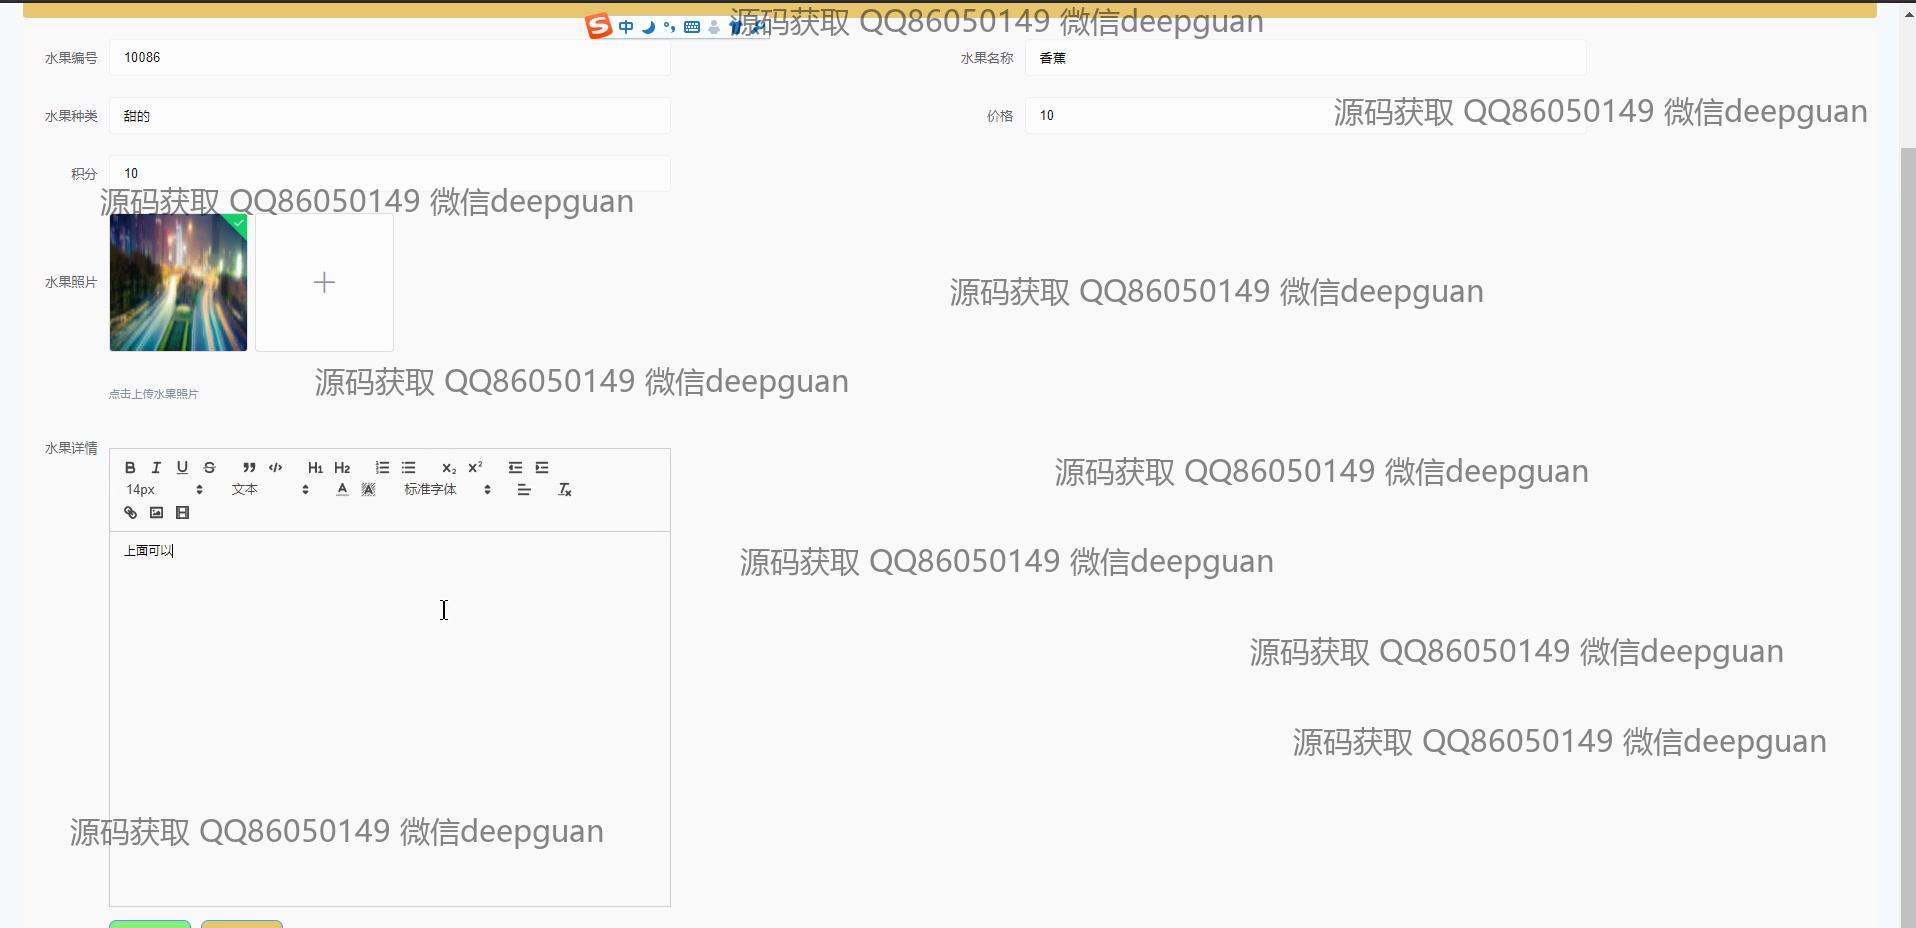 源码获取 QQ86050149 微信deepguan
中
水果编号 10086 水果名称 香蕉
水果种类 甜的 价格 10 源码获取 QQ86050149 微信deepguan
积分 10
源码获取 QQ86050149 微信deepguan
水果照片
源码获取 QQ86050149 微信deepguan
源码获取 QQ86050149 微信deepguan
点击上传水果照片
水果详情
B I U S H1 H2 X2 X2
源码获取 QQ86050149 微信deepguan
14px 文本 A A 标准字体 Tx
上面可以
源码获取 QQ86050149 微信deepguan
源码获取 QQ86050149 微信deepguan
源码获取 QQ86050149 微信deepguan
源码获取 QQ86050149 微信deepguan